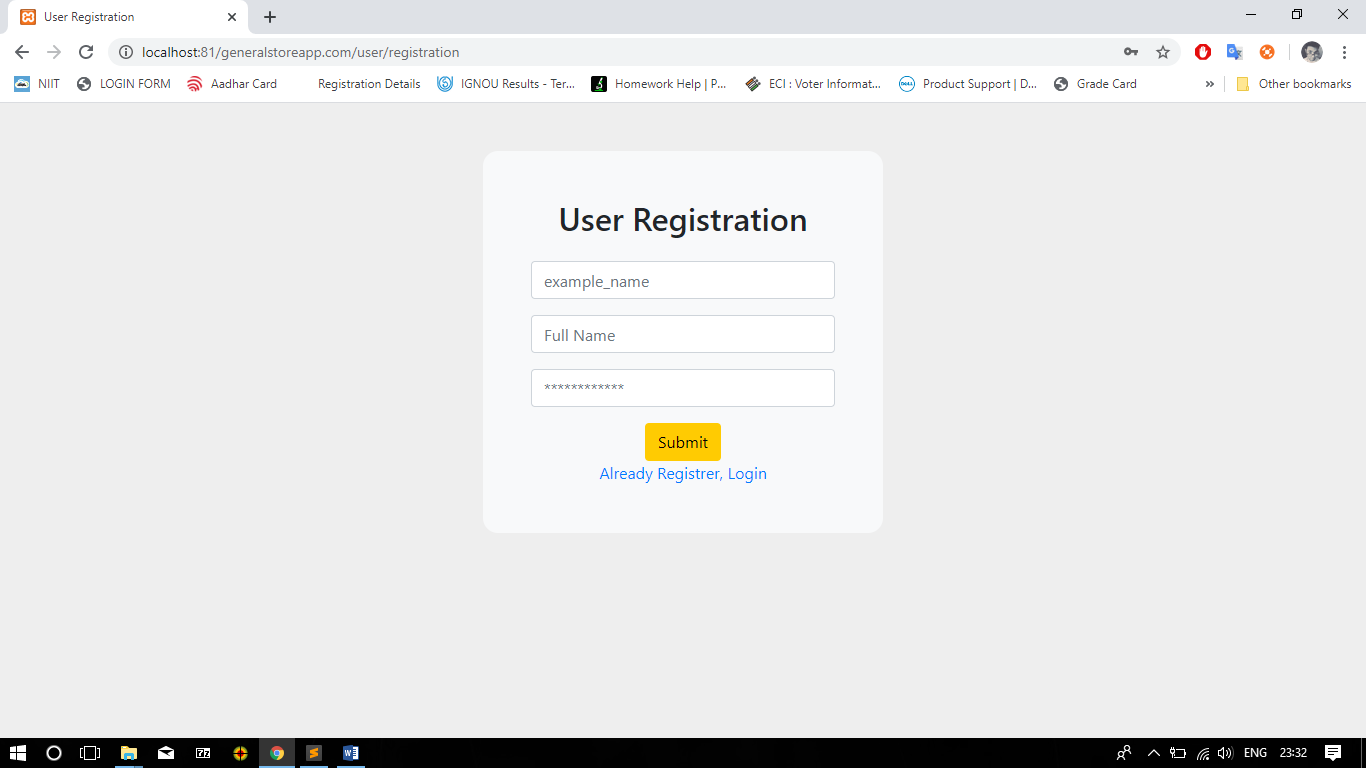 User Registration
localhost:81/generalstoreapp.com/user/registration
NIIT LOGIN FORM Aadhar Card Registration Details IGNOU Results - Ter... Homework Help | P... ECI : Voter Informat... Product Support | D... Grade Card » Other bookmarks
User Registration
example_name
Full Name
************
Submit
Already Registrer, Login
ENG 23:32